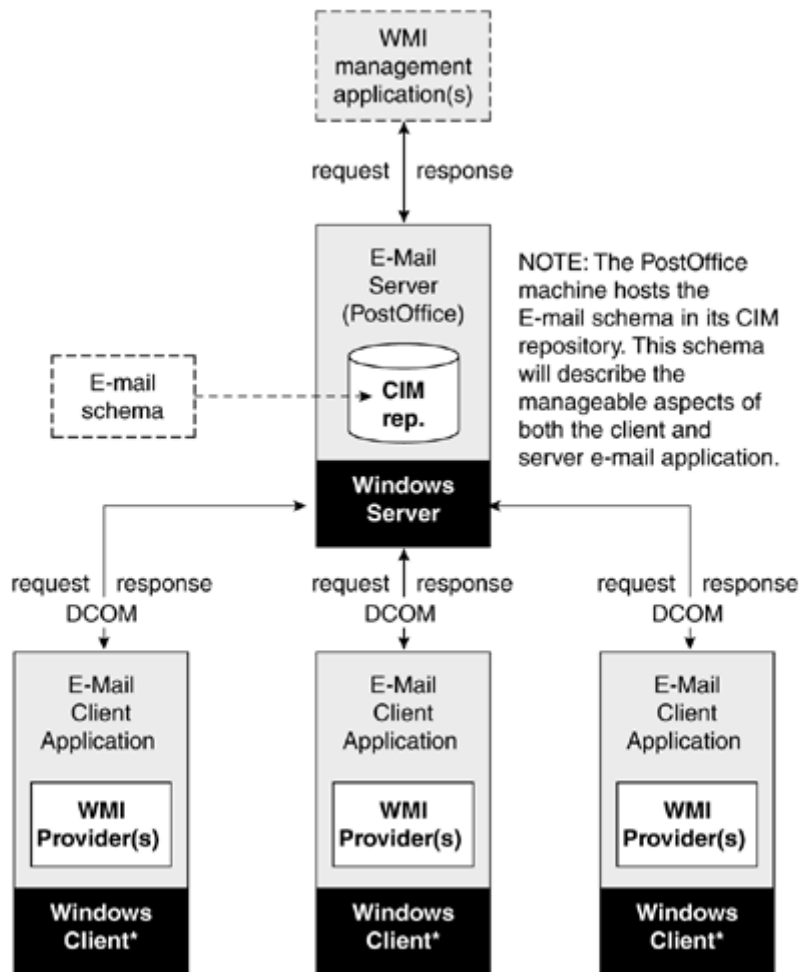 WMI
management
application(s)
request response
E-Mail
Server
(PostOffice)
CIM
rep.
Windows
Server
NOTE: The PostOffice
machine hosts the
E-mail schema in its CIM
repository. This schema
will describe the
manageable aspects of
both the client and
server e-mail application.
E-mail
schema
request response
DCOM
request response
DCOM
request response
DCOM
E-Mail
Client
Application
WMI
Provider(s)
Windows
Client*
E-Mail
Client
Application
WMI
Provider(s)
Windows
Client*
E-Mail
Client
Application
WMI
Provider(s)
Windows
Client*